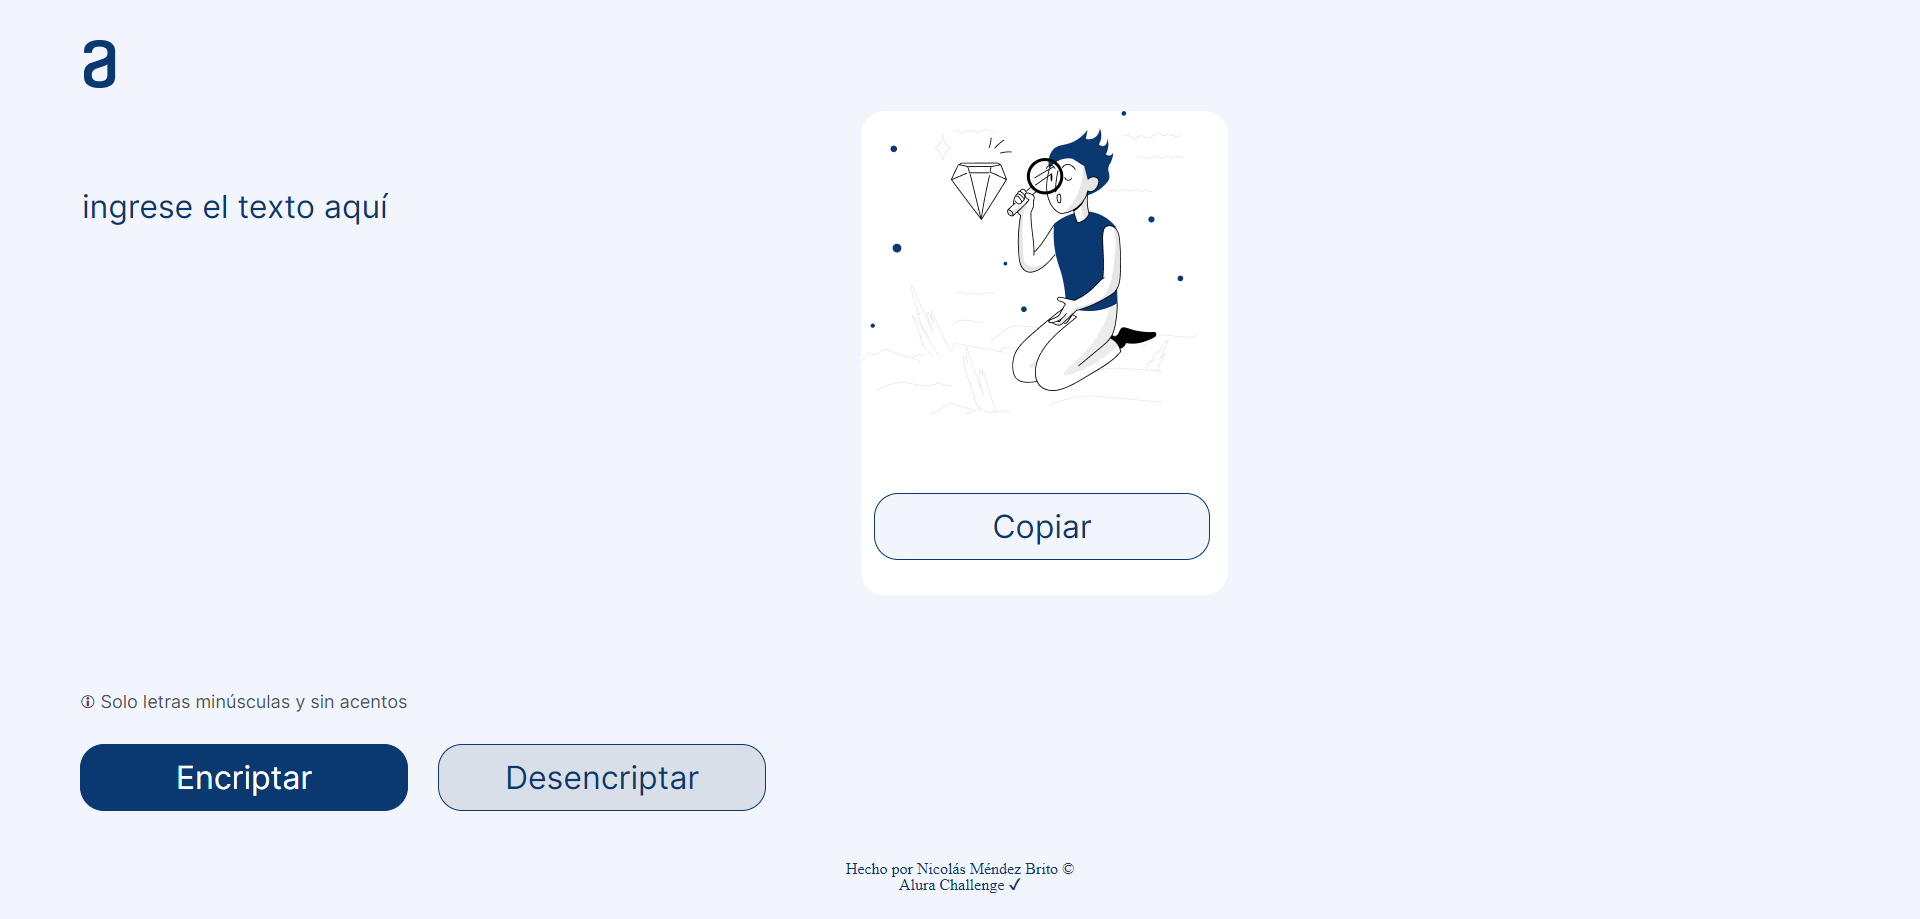 a
ingrese el texto aquí
Copiar
🛈 Solo letras minúsculas y sin acentos
Encriptar
Desencriptar
Hecho por Nicolás Méndez Brito ©
Alura Challenge ✓